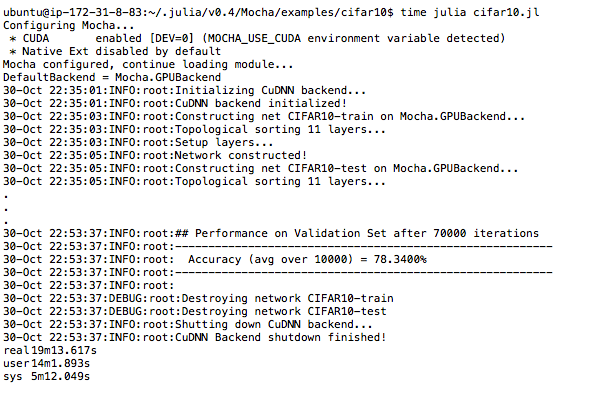 ubuntu@ip-172-31-8-83:~/.julia/v0.4/Mocha/examples/cifar10$ time julia cifar10.jl
Configuring Mocha...
 * CUDA       enabled [DEV=0] (MOCHA_USE_CUDA environment variable detected)
 * Native Ext disabled by default
Mocha configured, continue loading module...
DefaultBackend = Mocha.GPUBackend
30-Oct 22:35:01:INFO:root:Initializing CuDNN backend...
30-Oct 22:35:01:INFO:root:CuDNN backend initialized!
30-Oct 22:35:03:INFO:root:Constructing net CIFAR10-train on Mocha.GPUBackend...
30-Oct 22:35:03:INFO:root:Topological sorting 11 layers...
30-Oct 22:35:03:INFO:root:Setup layers...
30-Oct 22:35:05:INFO:root:Network constructed!
30-Oct 22:35:05:INFO:root:Constructing net CIFAR10-test on Mocha.GPUBackend...
30-Oct 22:35:05:INFO:root:Topological sorting 11 layers...
.
.
.
30-Oct 22:53:37:INFO:root:## Performance on Validation Set after 70000 iterations
30-Oct 22:53:37:INFO:root:---------------------------------------------------------
30-Oct 22:53:37:INFO:root:  Accuracy (avg over 10000) = 78.3400%
30-Oct 22:53:37:INFO:root:---------------------------------------------------------
30-Oct 22:53:37:INFO:root:
30-Oct 22:53:37:DEBUG:root:Destroying network CIFAR10-train
30-Oct 22:53:37:DEBUG:root:Destroying network CIFAR10-test
30-Oct 22:53:37:INFO:root:Shutting down CuDNN backend...
30-Oct 22:53:37:INFO:root:CuDNN Backend shutdown finished!
real 19m13.617s
user 14m1.893s
sys  5m12.049s